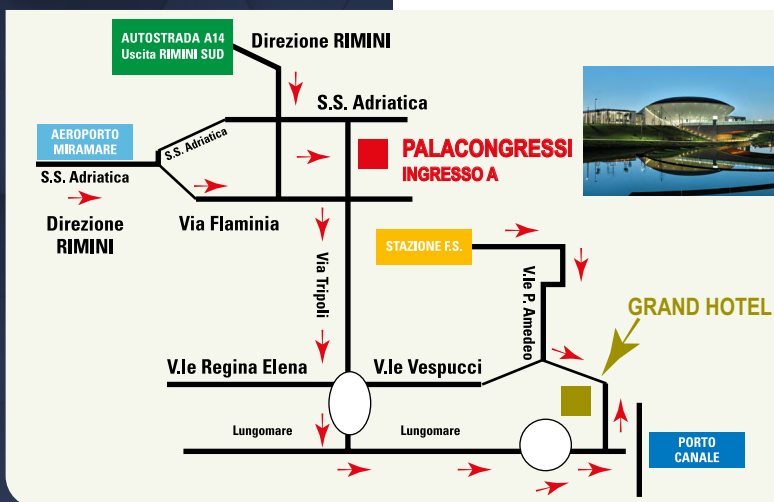 AUTOSTRADA A14
Uscita RIMINI SUD
Direzione RIMINI
S.S. Adriatica
AEROPORTO
MIRAMARE
S.S. Adriatica
S.S. Adriatica
PALACONGRESSI
INGRESSO A
Direzione
RIMINI
Via Flaminia
STAZIONE F.S.
Via Tripoli
V.le P. Amedeo
GRAND HOTEL
V.le Regina Elena
V.le Vespucci
Lungomare
Lungomare
PORTO
CANALE